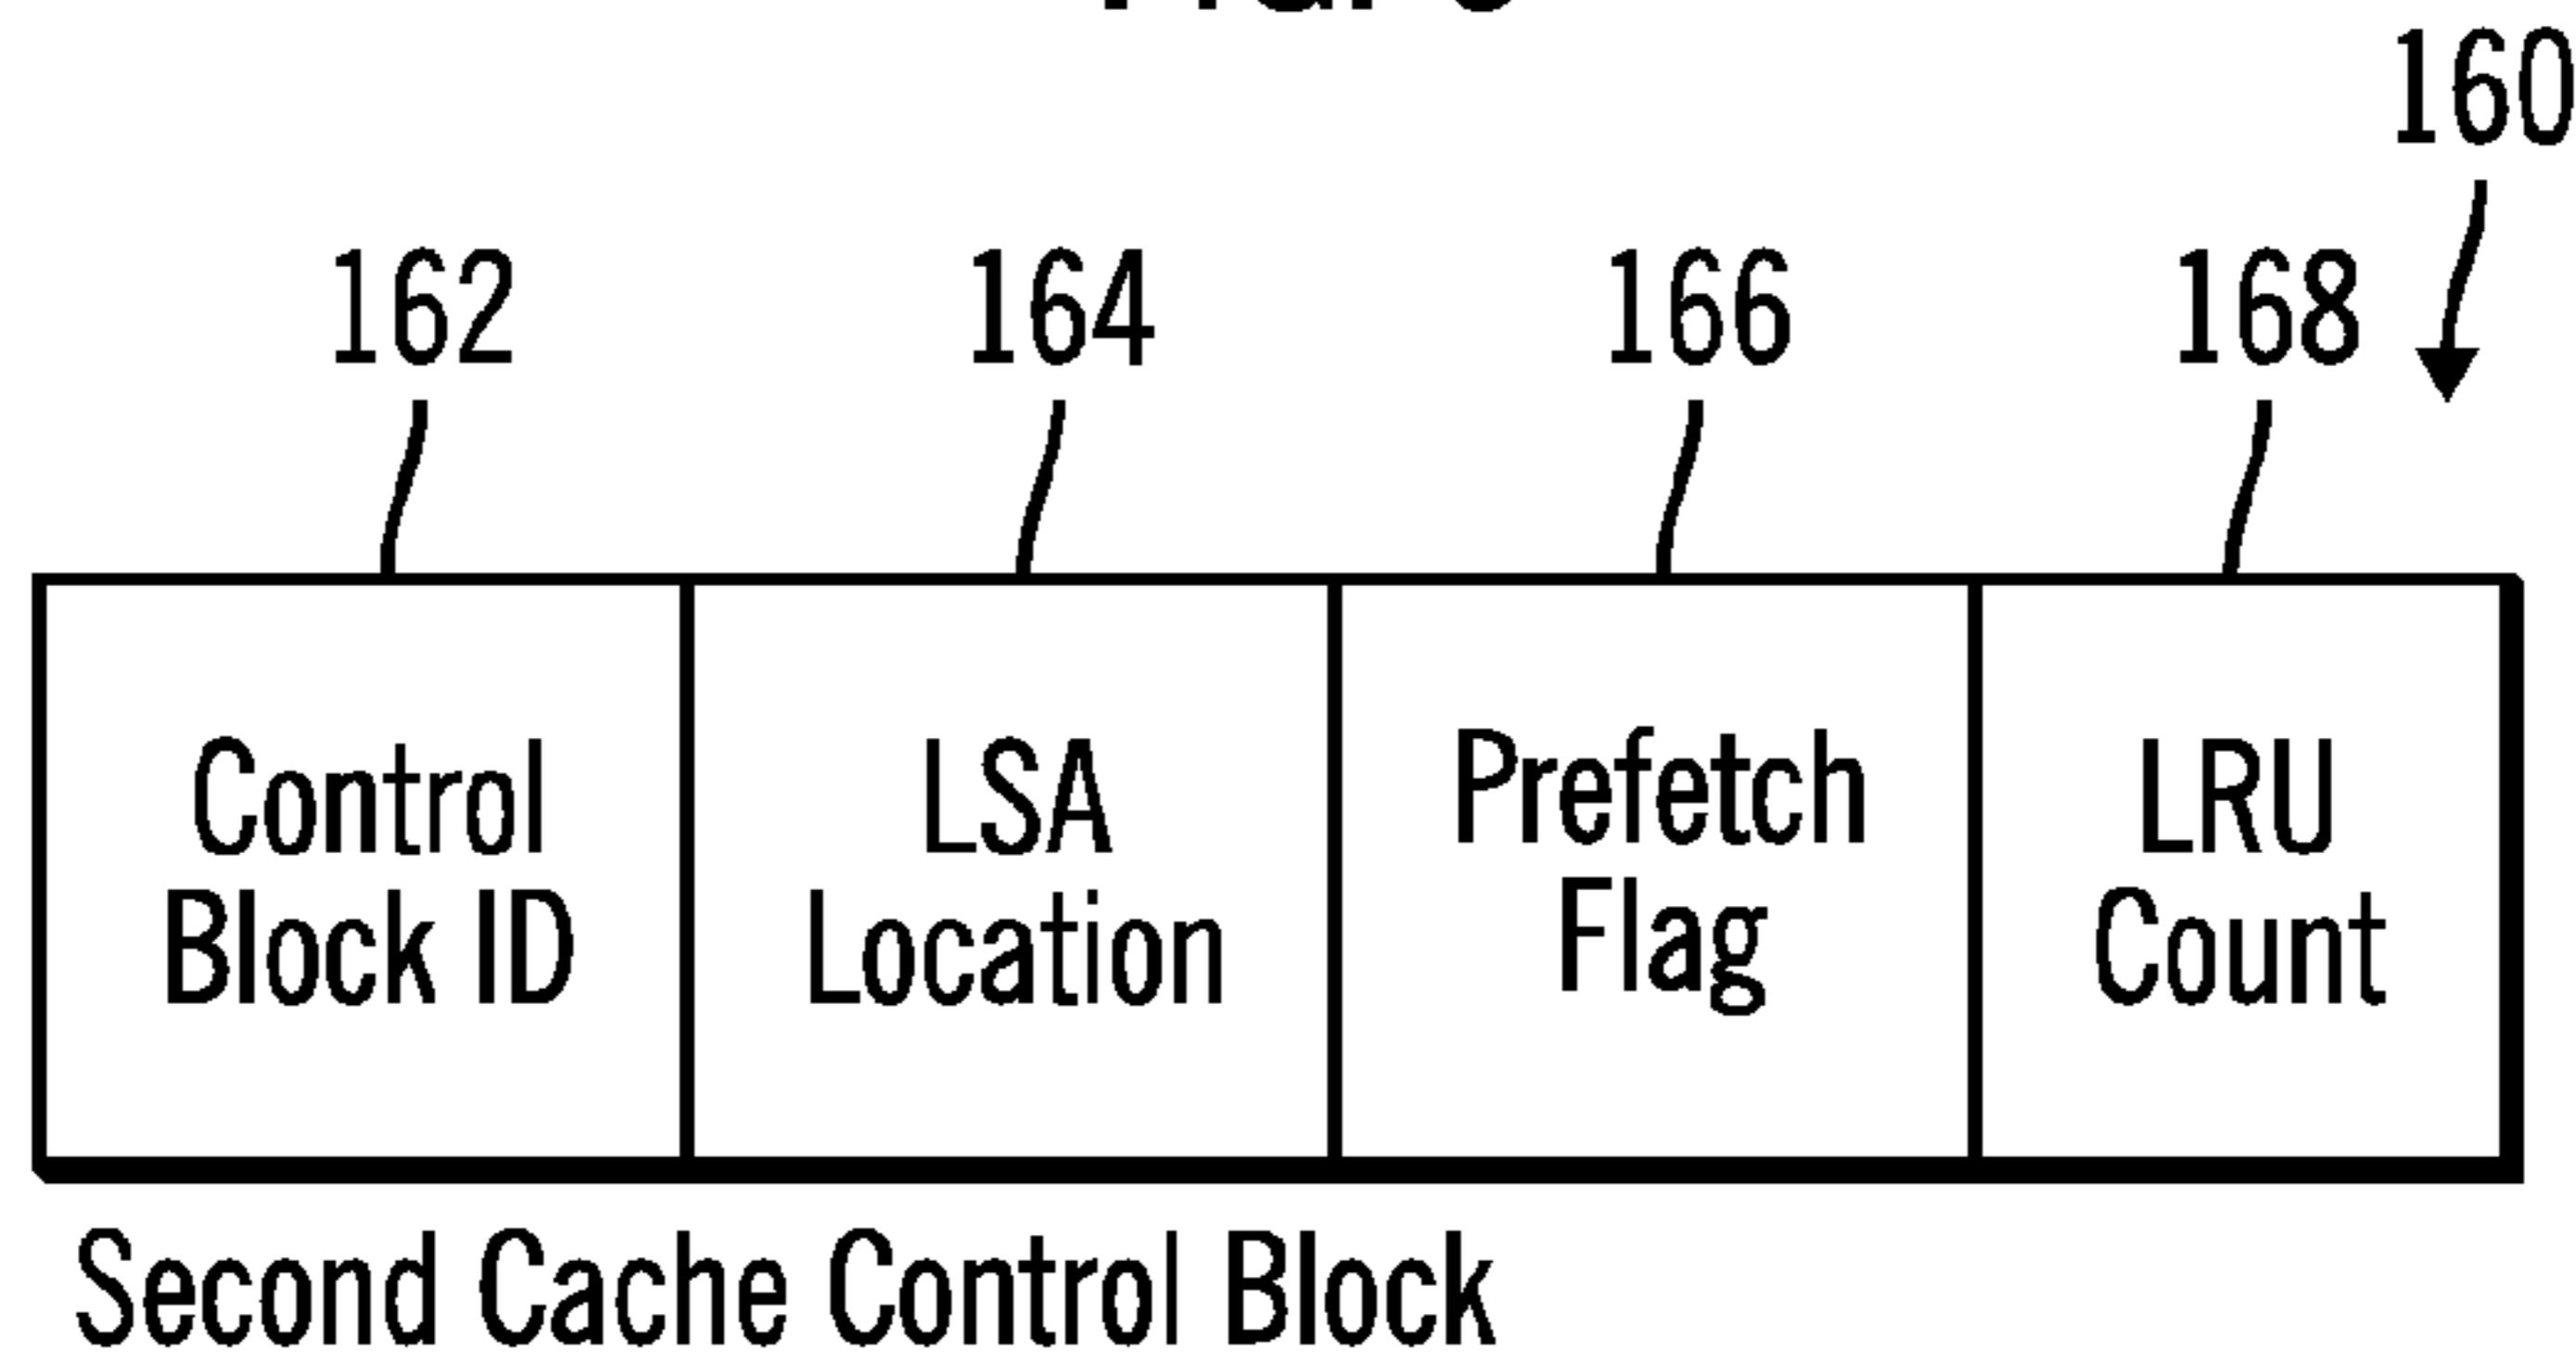 160
162 164 166 168
Control Block ID
LSA Location
Prefetch Flag
LRU Count
Second Cache Control Block